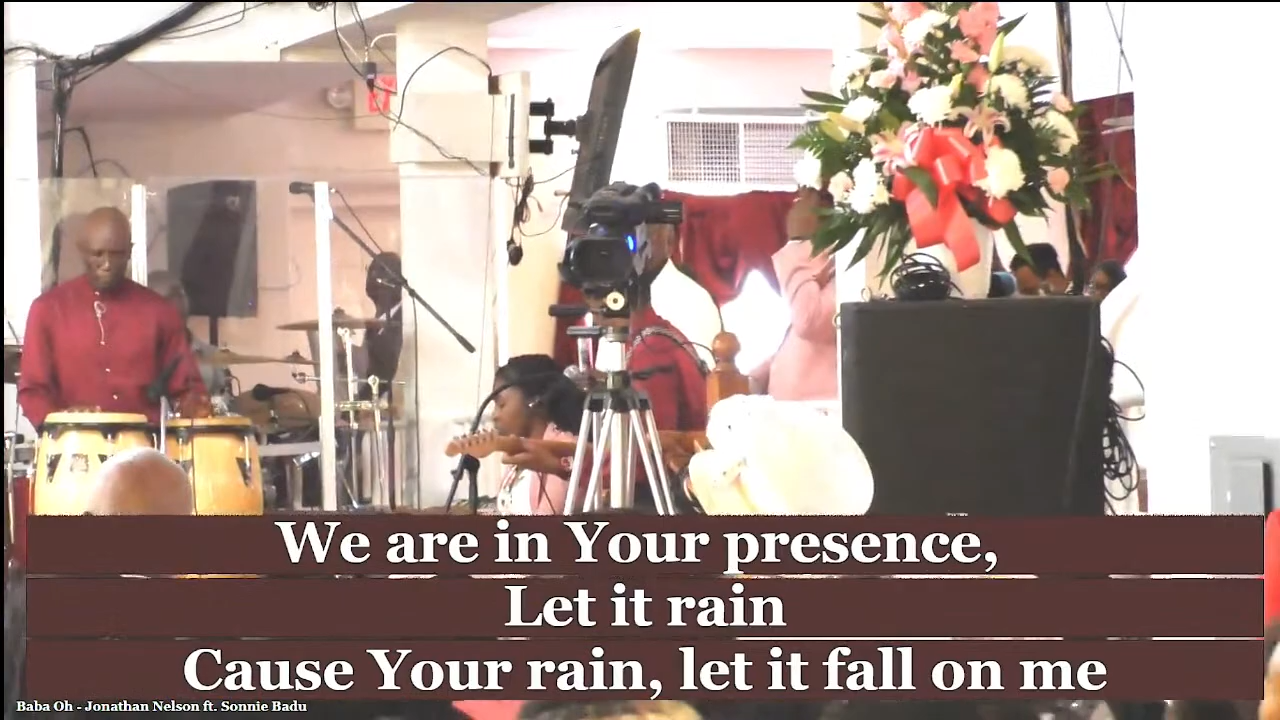 We are in Your presence,
Let it rain
Cause Your rain, let it fall on me
Baba Oh - Jonathan Nelson ft. Sonnie Badu